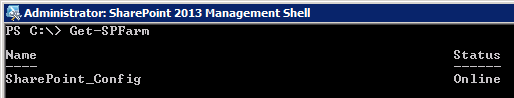 Administrator: SharePoint 2013 Management Shell
PS C:\> Get-SPFarm
Name Status
---- ------
SharePoint_Config Online